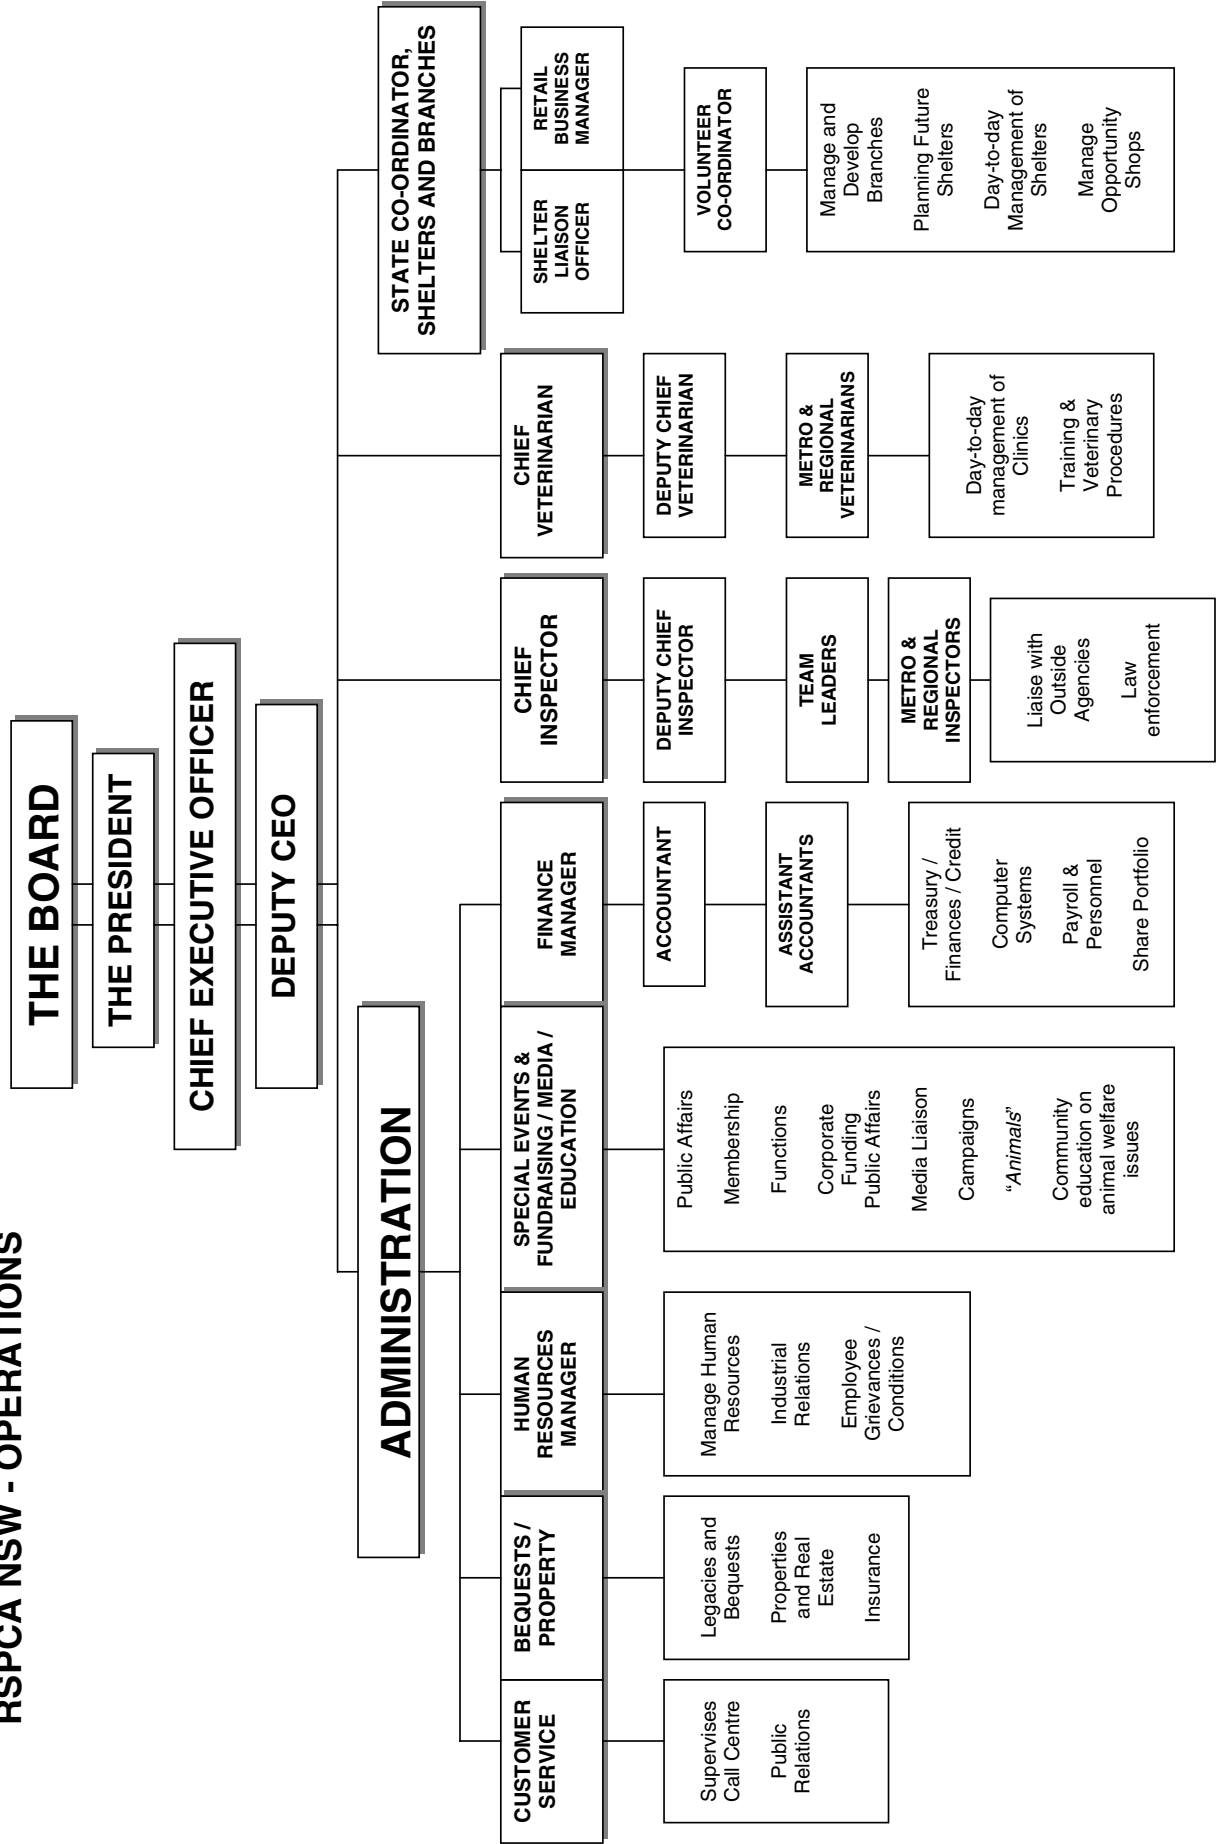 RSPCA NSW - OPERATIONS
THE BOARD
THE PRESIDENT
CHIEF EXECUTIVE OFFICER
DEPUTY CEO
ADMINISTRATION
CUSTOMER
SERVICE
Supervises
Call Centre
Public
Relations
BEQUESTS /
PROPERTY
Legacies and
Bequests
Properties
and Real
Estate
Insurance
HUMAN
RESOURCES
MANAGER
Manage Human
Resources
Industrial
Relations
Employee
Grievances /
Conditions
SPECIAL EVENTS &
FUNDRAISING / MEDIA /
EDUCATION
Public Affairs
Membership
Functions
Corporate
Funding
Public Affairs
Media Liaison
Campaigns
“Animals”
Community
education on
animal welfare
issues
FINANCE
MANAGER
ACCOUNTANT
ASSISTANT
ACCOUNTANTS
Treasury /
Finances / Credit
Computer
Systems
Payroll &
Personnel
Share Portfolio
CHIEF
INSPECTOR
DEPUTY CHIEF
INSPECTOR
TEAM
LEADERS
METRO &
REGIONAL
INSPECTORS
Liaise with
Outside
Agencies
Law
enforcement
CHIEF
VETERINARIAN
DEPUTY CHIEF
VETERINARIAN
METRO &
REGIONAL
VETERINARIANS
Day-to-day
management of
Clinics
Training &
Veterinary
Procedures
STATE CO-ORDINATOR,
SHELTERS AND BRANCHES
SHELTER
LIAISON
OFFICER
RETAIL
BUSINESS
MANAGER
VOLUNTEER
CO-ORDINATOR
Manage and
Develop
Branches
Planning Future
Shelters
Day-to-day
Management of
Shelters
Manage
Opportunity
Shops